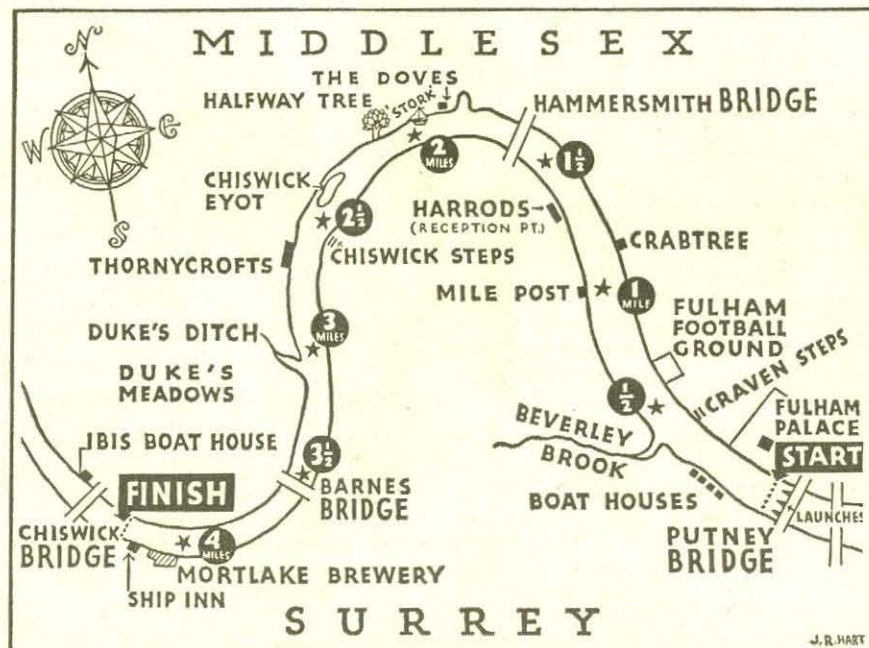 MIDDLESEX
N
E
S
W
THE DOVES
HALFWAY TREE
'STORK'
HAMMERSMITH BRIDGE
2
MILES
1½
CHISWICK
EYOT
2½
HARRODS→
(RECEPTION PT.)
CRABTREE
CHISWICK STEPS
THORNYCROFTS
MILE POST
1
MILE
DUKE'S DITCH
3
MILES
FULHAM
FOOTBALL
GROUND
DUKE'S
MEADOWS
CRAVEN STEPS
½
FULHAM
PALACE
BEVERLEY
BROOK
START
IBIS BOAT HOUSE
3½
FINISH
BARNES
BRIDGE
BOAT HOUSES
LAUNCHES
CHISWICK
BRIDGE
4
MILES
PUTNEY
BRIDGE
MORTLAKE BREWERY
SHIP INN
SURREY
J.R.HART